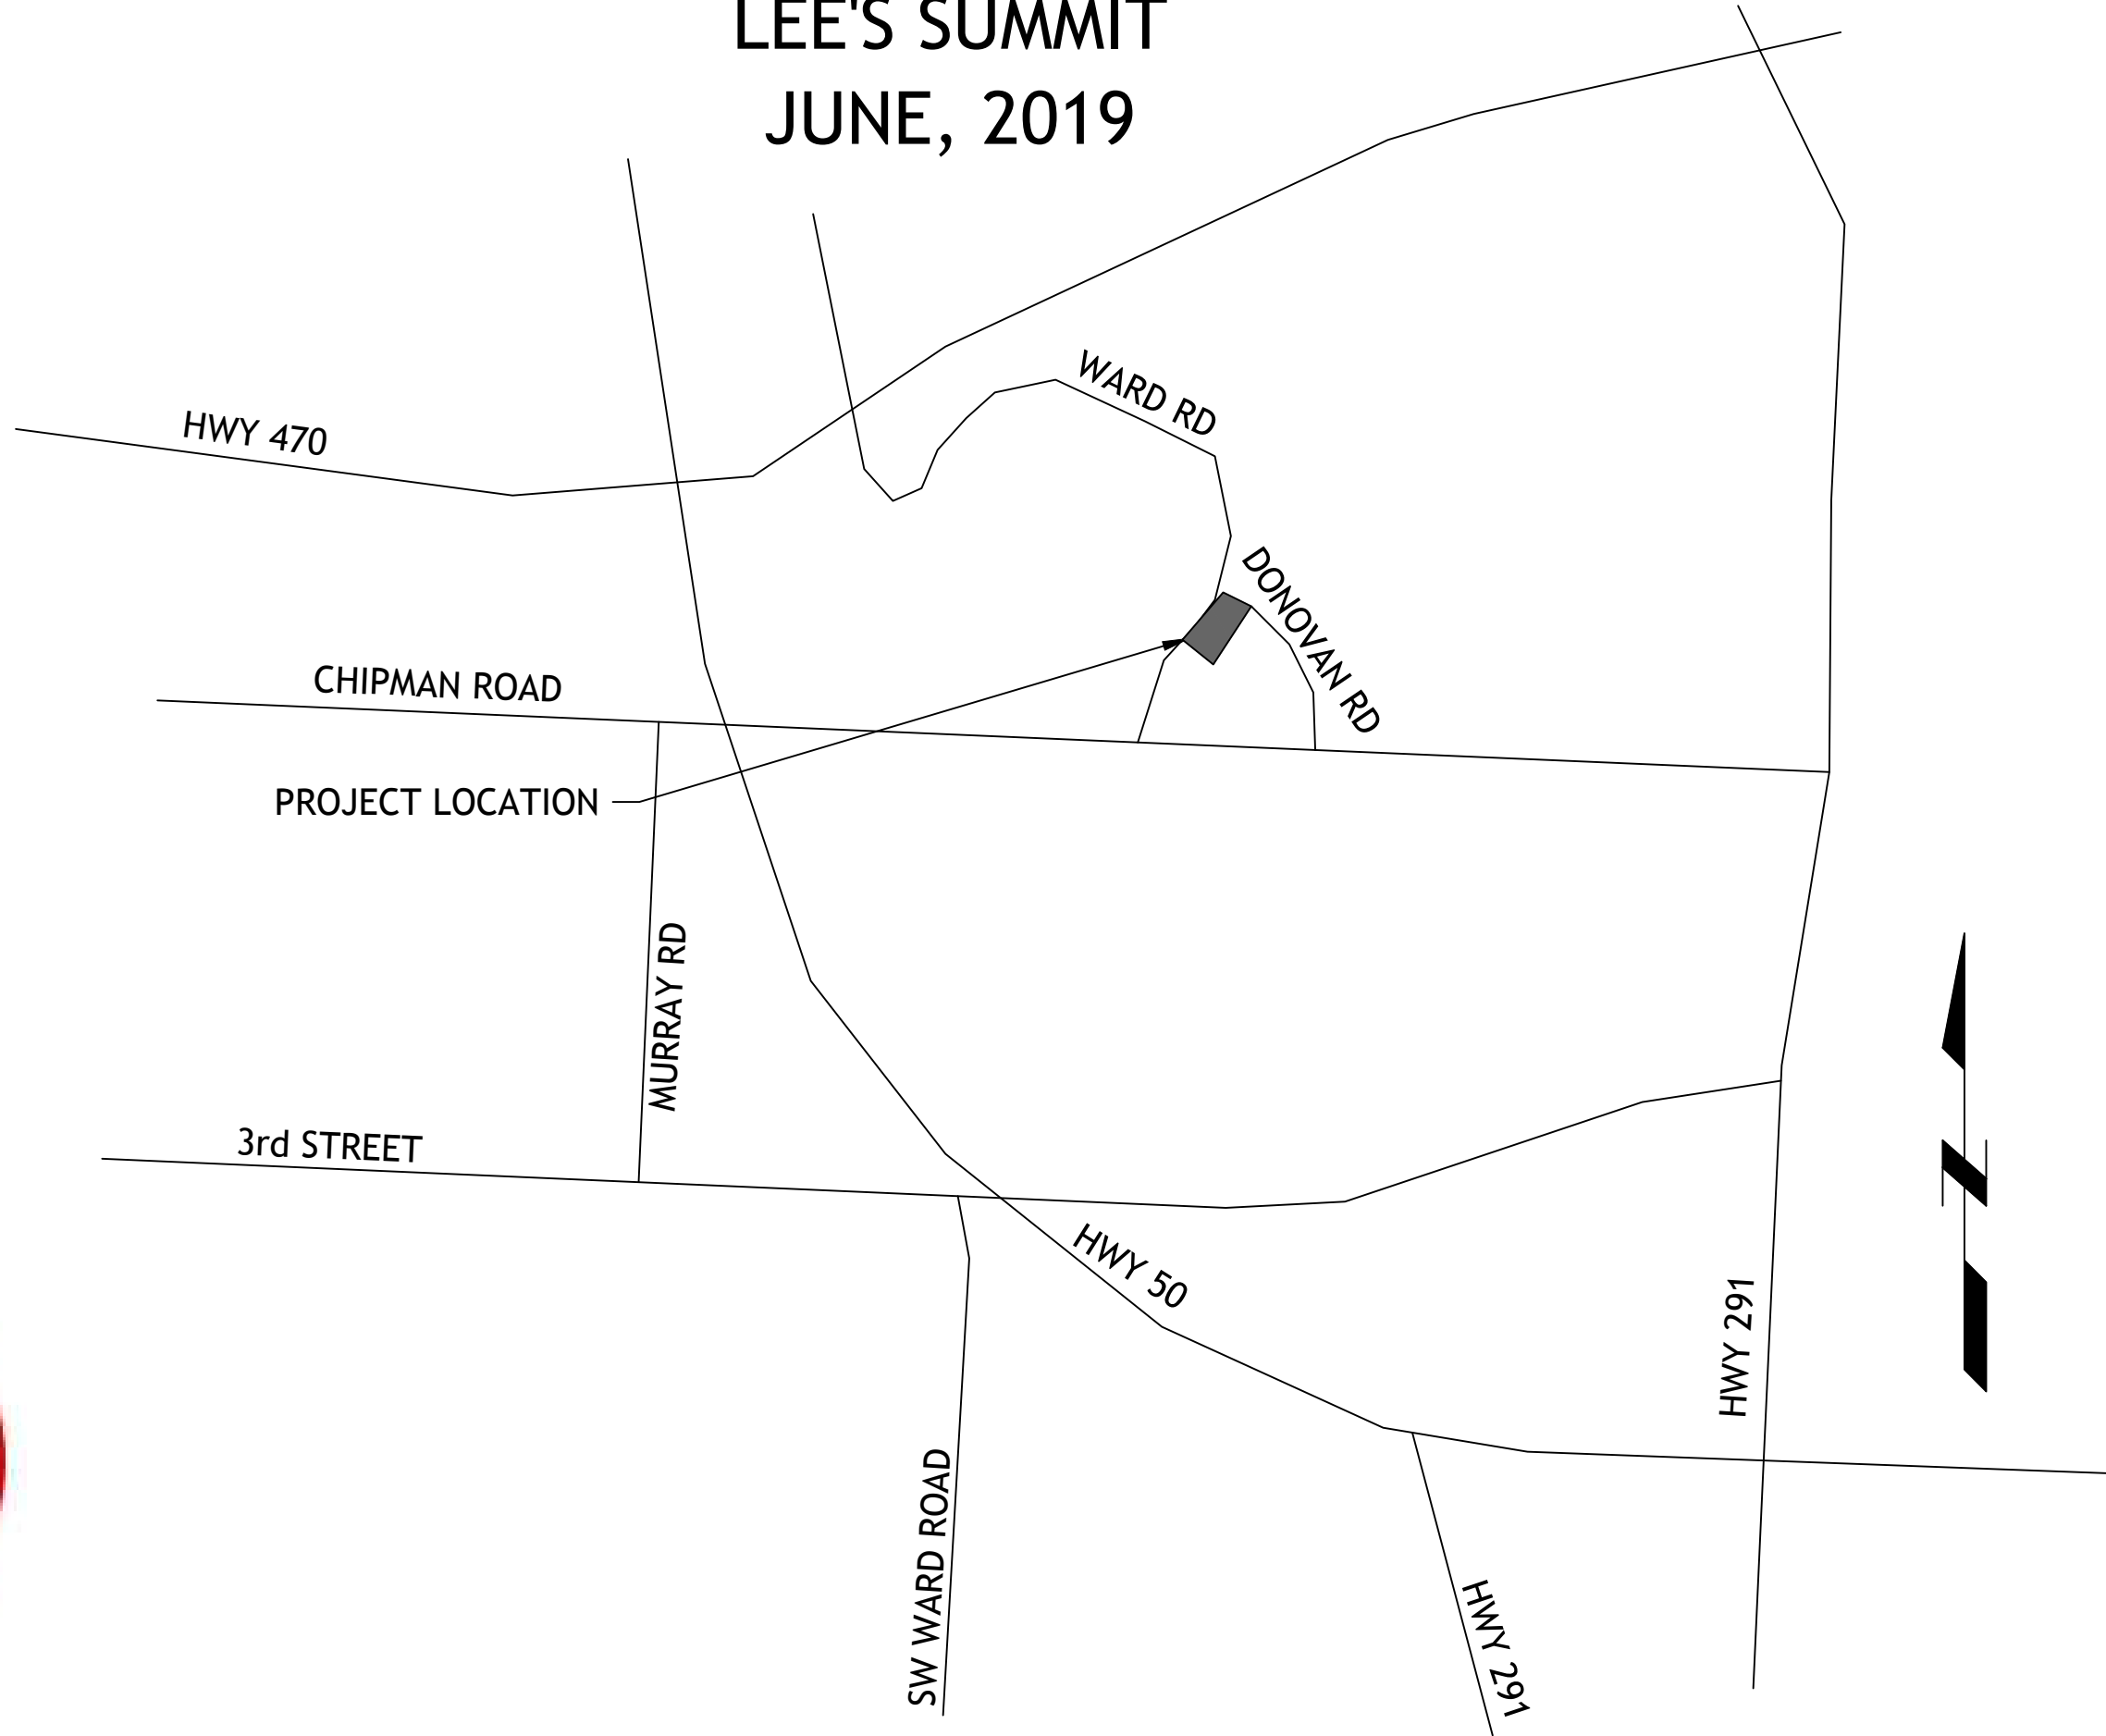 LEE'S SUMMIT
JUNE, 2019
WARD RD
HWY 470
DONOVAN RD
CHIPMAN ROAD
PROJECT LOCATION
MURRAY RD
3rd STREET
HWY 50
HWY 291
SW WARD ROAD
HWY 291
N